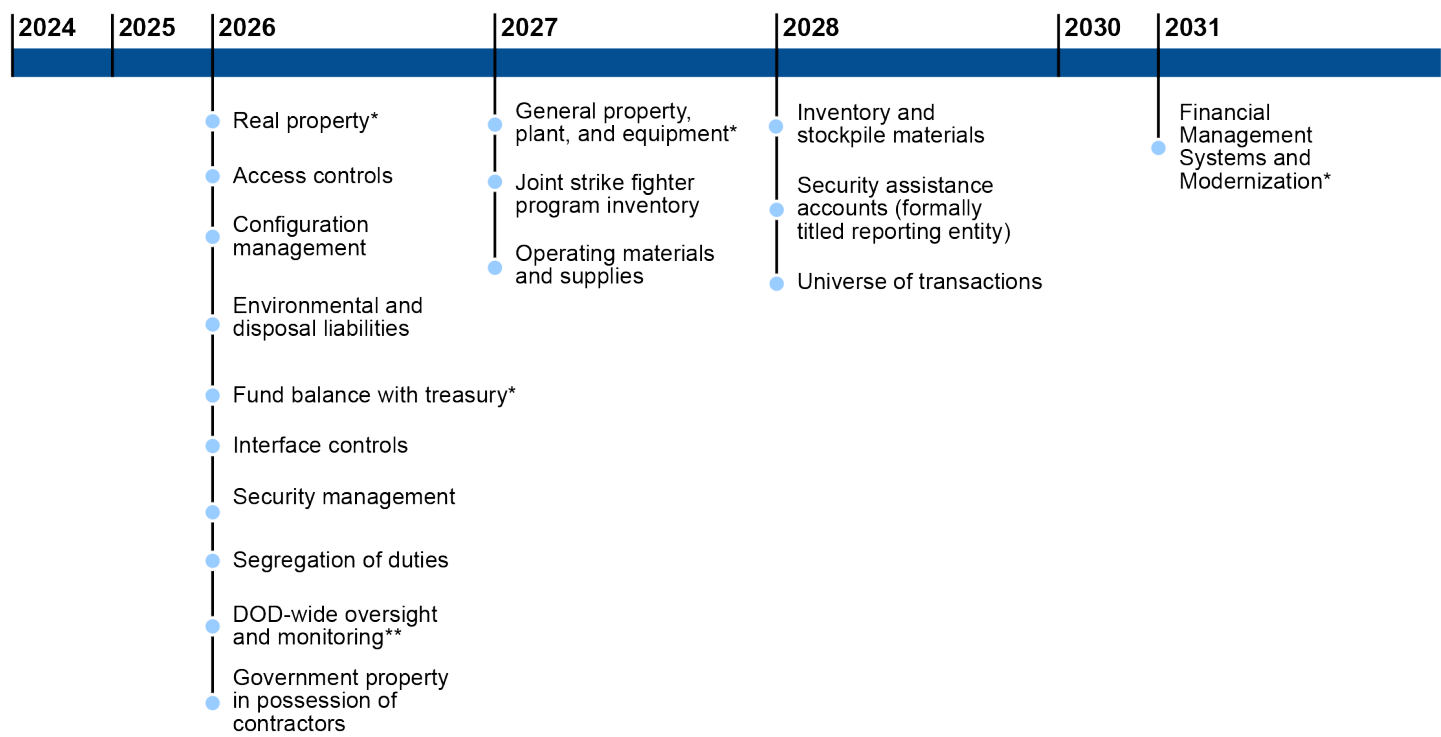 2024
2025
2026
2027
2028
2030
2031
Real property*
Access controls
Configuration
management
Environmental and
disposal liabilities
Fund balance with treasury*
Interface controls
Security management
Segregation of duties
DOD-wide oversight
and monitoring**
Government property
in possession of
contractors
General property,
plant, and equipment*
Joint strike fighter
program inventory
Operating materials
and supplies
Inventory and
stockpile materials
Security assistance
accounts (formally
titled reporting entity)
Universe of transactions
Financial
Management
Systems and
Modernization*